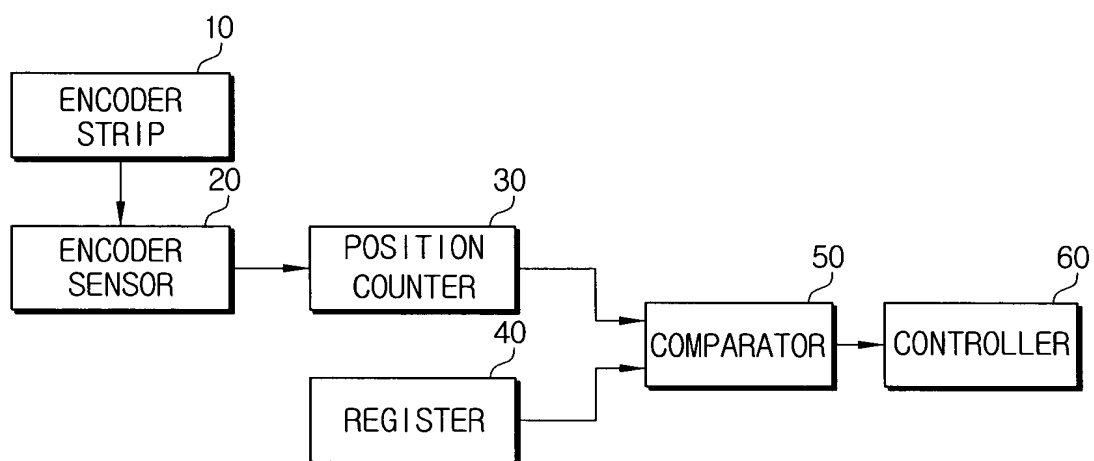 10
ENCODER
STRIP
20
ENCODER
SENSOR
30
POSITION
COUNTER
40
REGISTER
50
COMPARATOR
60
CONTROLLER